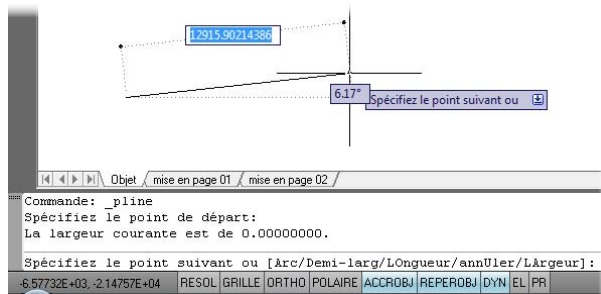 12915.90214386
6.17°
Spécifiez le point suivant ou
Objet mise en page 01 mise en page 02
Commande: _pline
Spécifiez le point de départ:
La largeur courante est de 0.00000000.
Spécifiez le point suivant ou [Arc/Demi-larg/LOngueur/annUler/LArgeur]:
-6.57732E+03, -2.14757E+04 RESOL GRILLE ORTHO POLAIRE ACCROBJ REPEROBJ DYN EL PR